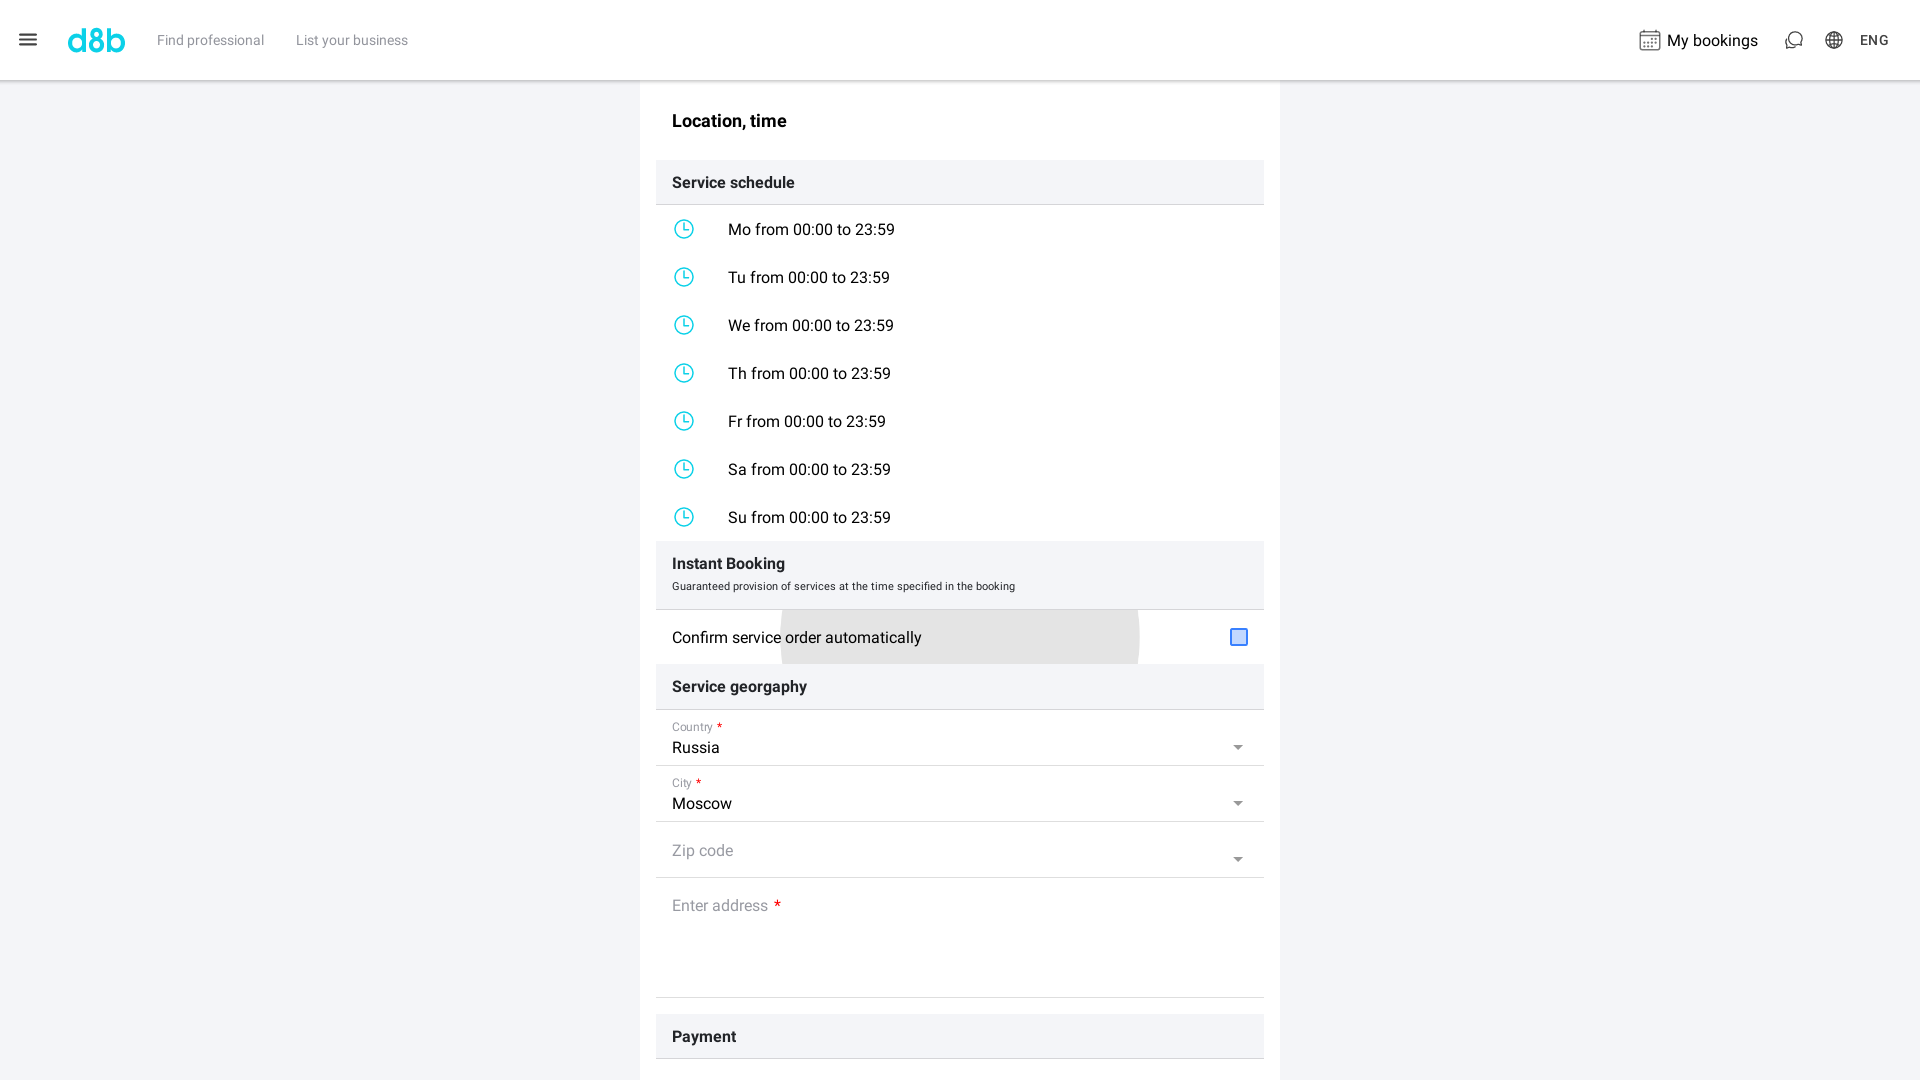 d8b
Find professional
List your business
My bookings
ENG
Location, time
Service schedule
Mo from 00:00 to 23:59
Tu from 00:00 to 23:59
We from 00:00 to 23:59
Th from 00:00 to 23:59
Fr from 00:00 to 23:59
Sa from 00:00 to 23:59
Su from 00:00 to 23:59
Instant Booking
Guaranteed provision of services at the time specified in the booking
Confirm service order automatically
Service georgaphy
Country *
Russia
City *
Moscow
Zip code
Enter address *
Payment